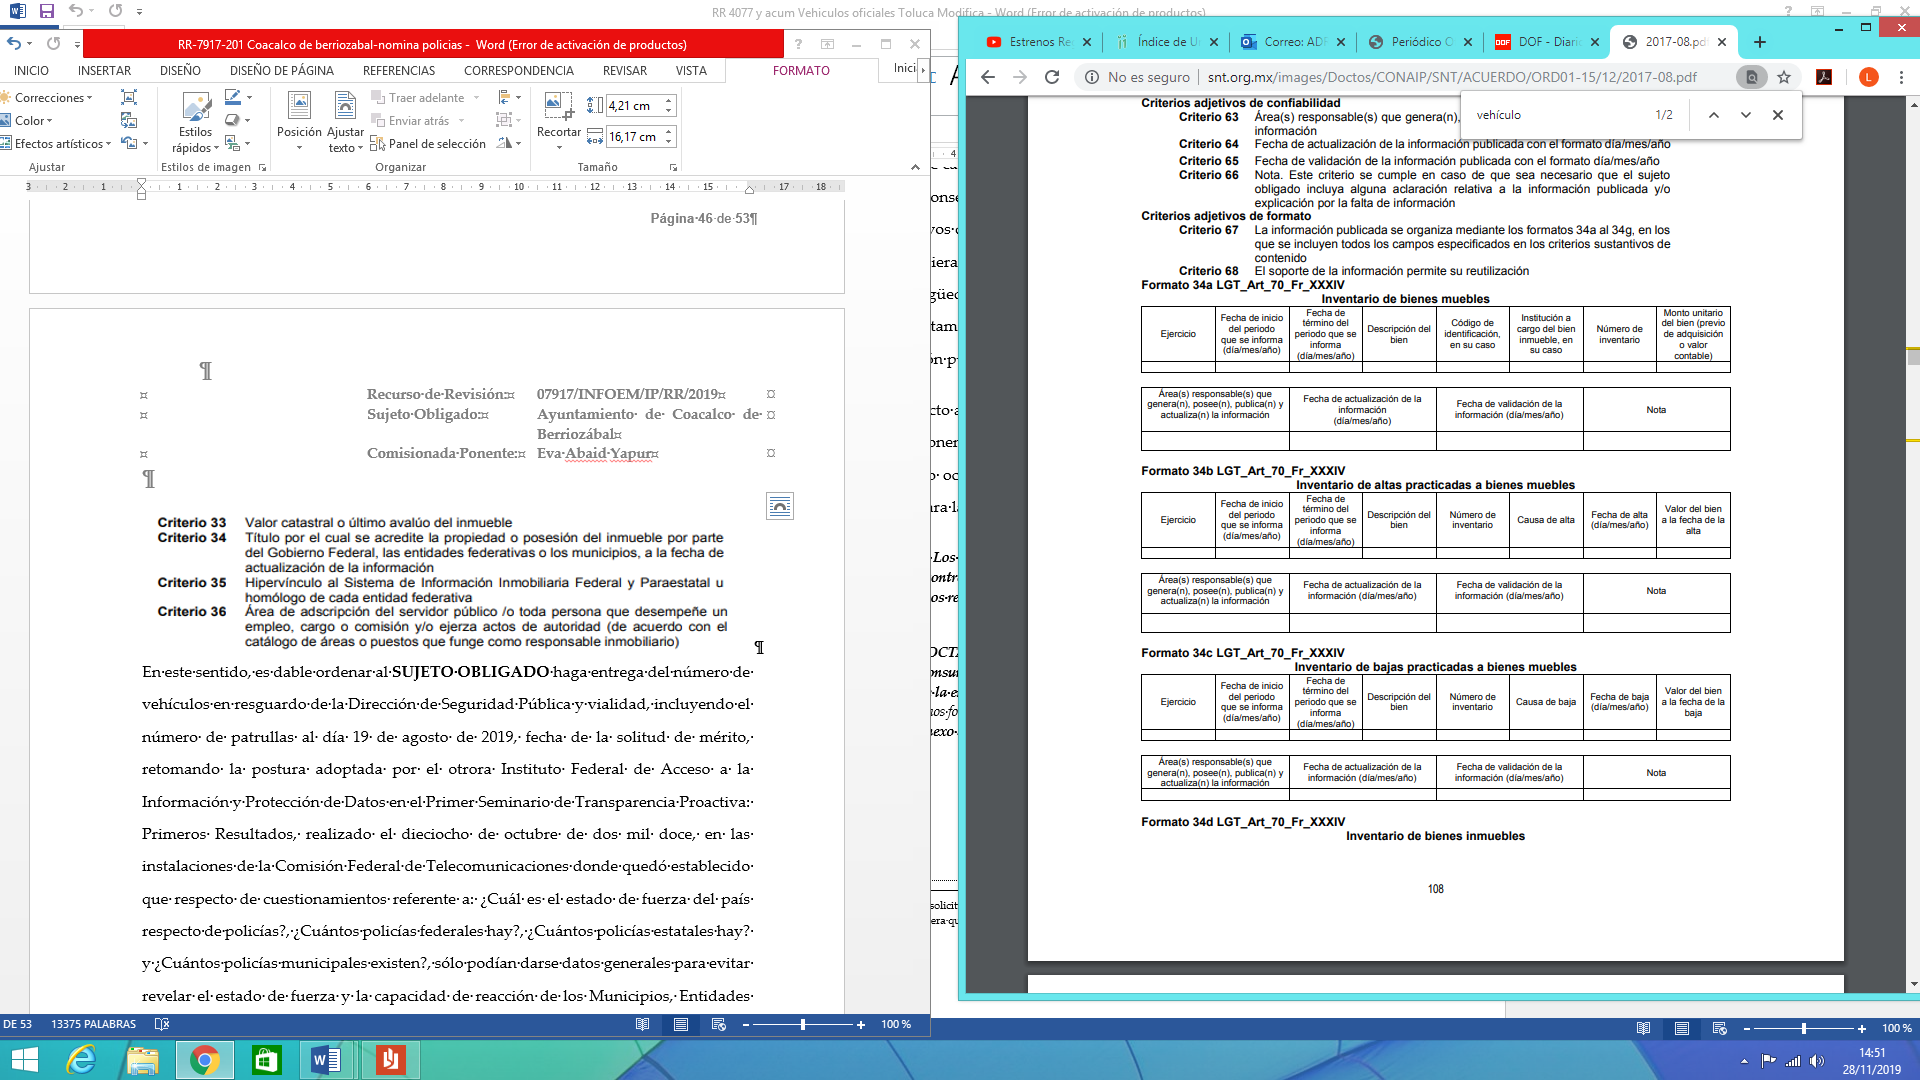 RR 4077 y acum Vehiculos oficiales Toluca Modifica - Word (Error de activación de productos)
RR-7917-201 Coacalco de berriozabal-nomina policias - Word (Error de activación de productos)
INICIO INSERTAR DISEÑO DISEÑO DE PÁGINA REFERENCIAS CORRESPONDENCIA REVISAR VISTA FORMATO Inici
Correcciones
Color
Efectos artísticos
Ajustar
Estilos rápidos
Estilos de imagen
Posición
Ajustar texto
Traer adelante
Enviar atrás
Panel de selección
Organizar
Recortar
4,21 cm
16,17 cm
Tamaño
3 2 1 1 2 3 4 5 6 7 8 9 10 11 12 13 14 15 17 18
Página·46·de·53¶
¶
Recurso·de·Revisión:¤ 07917/INFOEM/IP/RR/2019¤
Sujeto·Obligado:¤ Ayuntamiento· de· Coacalco· de·
Berriozábal¤
Comisionada·Ponente:¤ Eva·Abaid·Yapur¤
¶
Criterio 33 Valor catastral o último avalúo del inmueble
Criterio 34 Título por el cual se acredite la propiedad o posesión del inmueble por parte
del Gobierno Federal, las entidades federativas o los municipios, a la fecha de
actualización de la información
Criterio 35 Hipervínculo al Sistema de Información Inmobiliaria Federal y Paraestatal u
homólogo de cada entidad federativa
Criterio 36 Área de adscripción del servidor público /o toda persona que desempeñe un
empleo, cargo o comisión y/o ejerza actos de autoridad (de acuerdo con el
catálogo de áreas o puestos que funge como responsable inmobiliario) ¶
En·este·sentido,·es·dable·ordenar·al·SUJETO·OBLIGADO·haga·entrega·del·número·de·
vehículos·en·resguardo·de·la·Dirección·de·Seguridad·Pública·y·vialidad,·incluyendo·el·
número· de· patrullas· al· día· 19· de· agosto· de· 2019,· fecha· de· la· solitud· de· mérito,·
retomando· la· postura· adoptada· por· el· otrora· Instituto· Federal· de· Acceso· a· la·
Información·y·Protección·de·Datos·en·el·Primer·Seminario·de·Transparencia·Proactiva:·
Primeros· Resultados,· realizado· el· dieciocho· de· octubre· de· dos· mil· doce,· en· las·
instalaciones·de·la·Comisión·Federal·de·Telecomunicaciones·donde·quedó·establecido·
que· respecto· de· cuestionamientos· referente· a:· ¿Cuál· es· el· estado· de· fuerza· del· país·
respecto·de·policías?,·¿Cuántos·policías·federales·hay?,·¿Cuántos·policías·estatales·hay?·
y·¿Cuántos·policías·municipales·existen?,·sólo·podían·darse·datos·generales·para·evitar·
revelar· el· estado· de· fuerza· y· la· capacidad· de· reacción· de· los· Municipios,· Entidades·
DE 53 13375 PALABRAS 100 %
Estrenos Re
Índice de U
Correo: ADR
Periódico O
DOF - Diari
2017-08.pd
No es seguro | snt.org.mx/images/Doctos/CONAIP/SNT/ACUERDO/ORD01-15/12/2017-08.pdf
vehículo 1/2
Criterios adjetivos de confiabilidad
Criterio 63 Área(s) responsable(s) que genera(n),
información
Criterio 64 Fecha de actualización de la información publicada con el formato día/mes/año
Criterio 65 Fecha de validación de la información publicada con el formato día/mes/año
Criterio 66 Nota. Este criterio se cumple en caso de que sea necesario que el sujeto
obligado incluya alguna aclaración relativa a la información publicada y/o
explicación por la falta de información
Criterios adjetivos de formato
Criterio 67 La información publicada se organiza mediante los formatos 34a al 34g, en los
que se incluyen todos los campos especificados en los criterios sustantivos de
contenido
Criterio 68 El soporte de la información permite su reutilización
Formato 34a LGT_Art_70_Fr_XXXIV
Inventario de bienes muebles
Ejercicio
Fecha de inicio del periodo que se informa (día/mes/año)
Fecha de término del periodo que se informa (día/mes/año)
Descripción del bien
Código de identificación, en su caso
Institución a cargo del bien inmueble, en su caso
Número de inventario
Monto unitario del bien (previo de adquisición o valor contable)
Área(s) responsable(s) que genera(n), posee(n), publica(n) y actualiza(n) la información
Fecha de actualización de la información (día/mes/año)
Fecha de validación de la información (día/mes/año)
Nota
Formato 34b LGT_Art_70_Fr_XXXIV
Inventario de altas practicadas a bienes muebles
Ejercicio
Fecha de inicio del periodo que se informa (día/mes/año)
Fecha de término del periodo que se informa (día/mes/año)
Descripción del bien
Número de inventario
Causa de alta
Fecha de alta (día/mes/año)
Valor del bien a la fecha de la alta
Área(s) responsable(s) que genera(n), posee(n), publica(n) y actualiza(n) la información
Fecha de actualización de la información (día/mes/año)
Fecha de validación de la información (día/mes/año)
Nota
Formato 34c LGT_Art_70_Fr_XXXIV
Inventario de bajas practicadas a bienes muebles
Ejercicio
Fecha de inicio del periodo que se informa (día/mes/año)
Fecha de término del periodo que se informa (día/mes/año)
Descripción del bien
Número de inventario
Causa de baja
Fecha de baja (día/mes/año)
Valor del bien a la fecha de la baja
Área(s) responsable(s) que genera(n), posee(n), publica(n) y actualiza(n) la información
Fecha de actualización de la información (día/mes/año)
Fecha de validación de la información (día/mes/año)
Nota
Formato 34d LGT_Art_70_Fr_XXXIV
Inventario de bienes inmuebles
108
100 %
14:51
28/11/2019